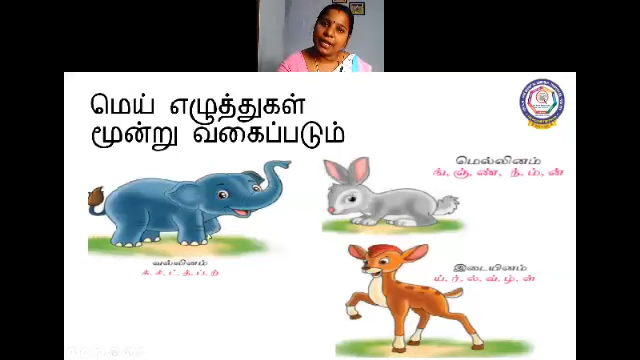 மெய் எழுத்துகள்
மூன்று வகைப்படும்
மெல்லினம்
ங், ஞ், ண், ந், ம், ன்
வல்லினம்
க், ச், ட், த், ப், ற்
இடையினம்
ய், ர், ல், வ், ழ், ள்